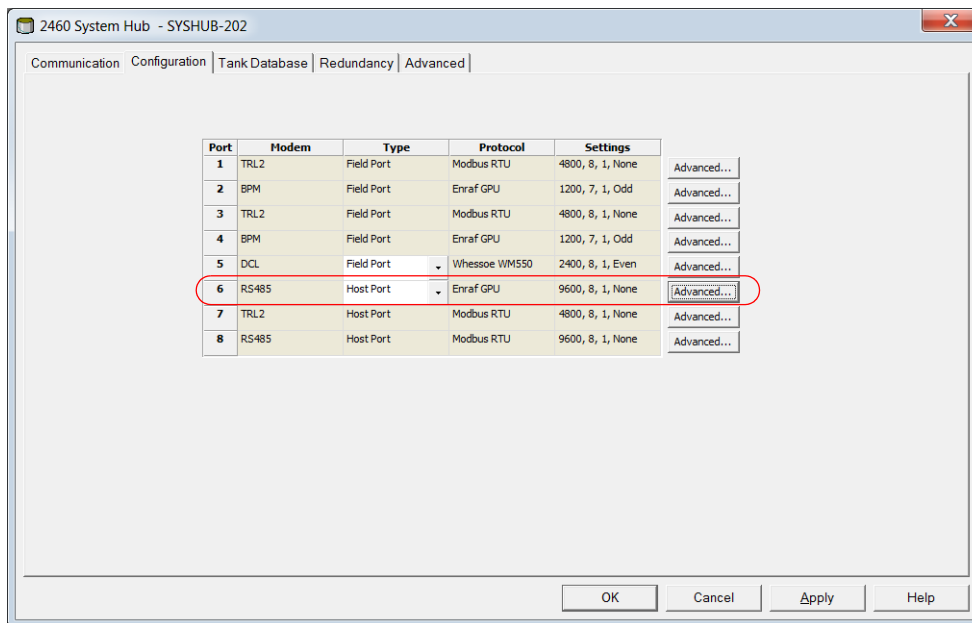 2460 System Hub - SYSHUB-202
Communication Configuration Tank Database Redundancy Advanced
Port Modem Type Protocol Settings
1 TRL2 Field Port Modbus RTU 4800, 8, 1, None Advanced...
2 BPM Field Port Enraf GPU 1200, 7, 1, Odd Advanced...
3 TRL2 Field Port Modbus RTU 4800, 8, 1, None Advanced...
4 BPM Field Port Enraf GPU 1200, 7, 1, Odd Advanced...
5 DCL Field Port Whessoe WM550 2400, 8, 1, Even Advanced...
6 RS485 Host Port Enraf GPU 9600, 8, 1, None Advanced...
7 TRL2 Host Port Modbus RTU 4800, 8, 1, None Advanced...
8 RS485 Host Port Modbus RTU 9600, 8, 1, None Advanced...
OK Cancel Apply Help